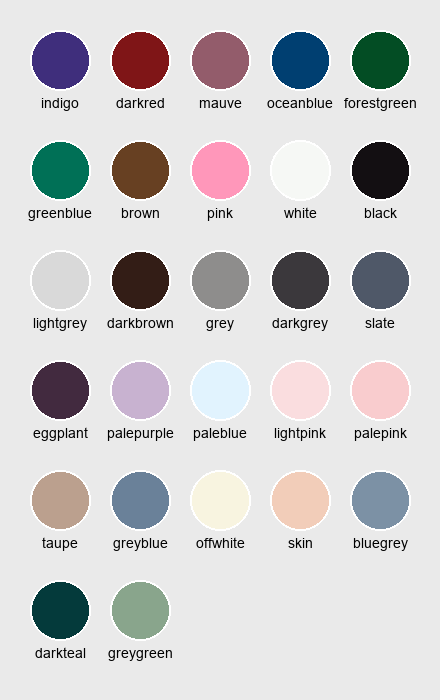 indigo darkred mauve oceanblue forestgreen
greenblue brown pink white black
lightgrey darkbrown grey darkgrey slate
eggplant palepurple paleblue lightpink palepink
taupe greyblue offwhite skin bluegrey
darkteal greygreen